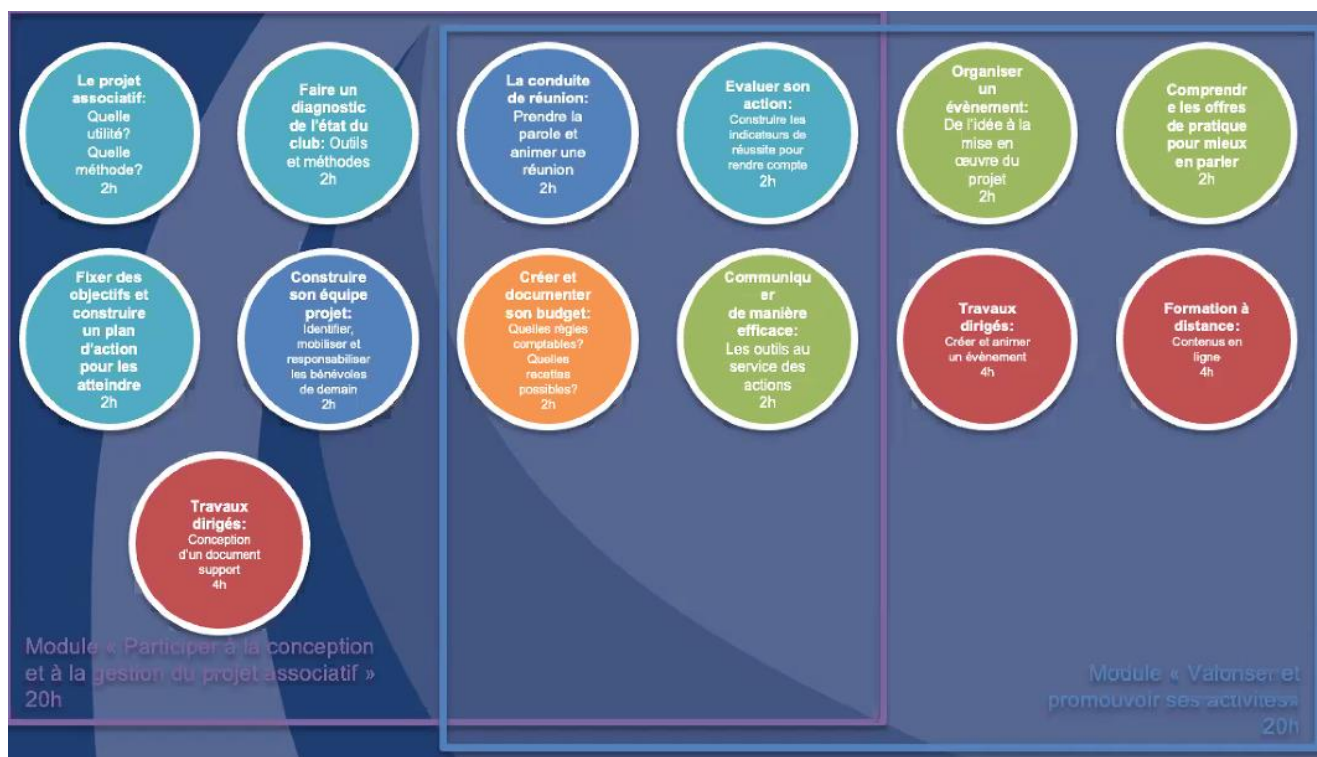 Le projet
associatif:
Quelle
utilité?
Quelle
méthode?
2h
Faire un
diagnostic
de l'état du
club: Outils
et méthodes
2h
La conduite
de réunion:
Prendre la
parole et
animer une
réunion
2h
Evaluer son
action:
Construire les
indicateurs de
réussite pour
rendre compte
2h
Organiser
un
évènement:
De l'idée à la
mise en
œuvre du
projet
2h
Comprendr
e les offres
de pratique
pour mieux
en parler
2h
Fixer des
objectifs et
construire
un plan
d'action
pour les
atteindre
2h
Construire
son équipe
projet:
Identifier,
mobiliser et
responsabiliser
les bénévoles
de demain
2h
Créer et
documenter
son budget:
Quelles règles
comptables?
Quelles
recettes
possibles?
2h
Communiqu
er
de manière
efficace:
Les outils au
service des
actions
2h
Travaux
dirigés:
Créer et animer
un évènement
4h
Formation à
distance:
Contenus en
ligne
4h
Travaux
dirigés:
Conception
d'un document
support
4h
Module « Participer à la conception
et à la gestion du projet associatif »
20h
Module « Valoriser et
promouvoir ses activités»
20h